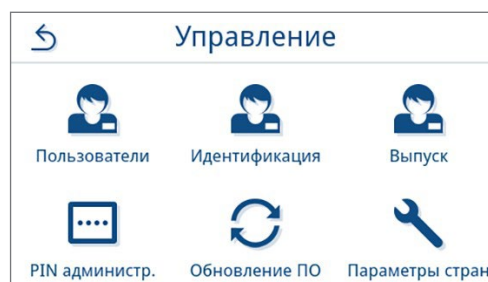 Управление
Пользователи Идентификация Выпуск
PIN администр. Обновление ПО Параметры стран